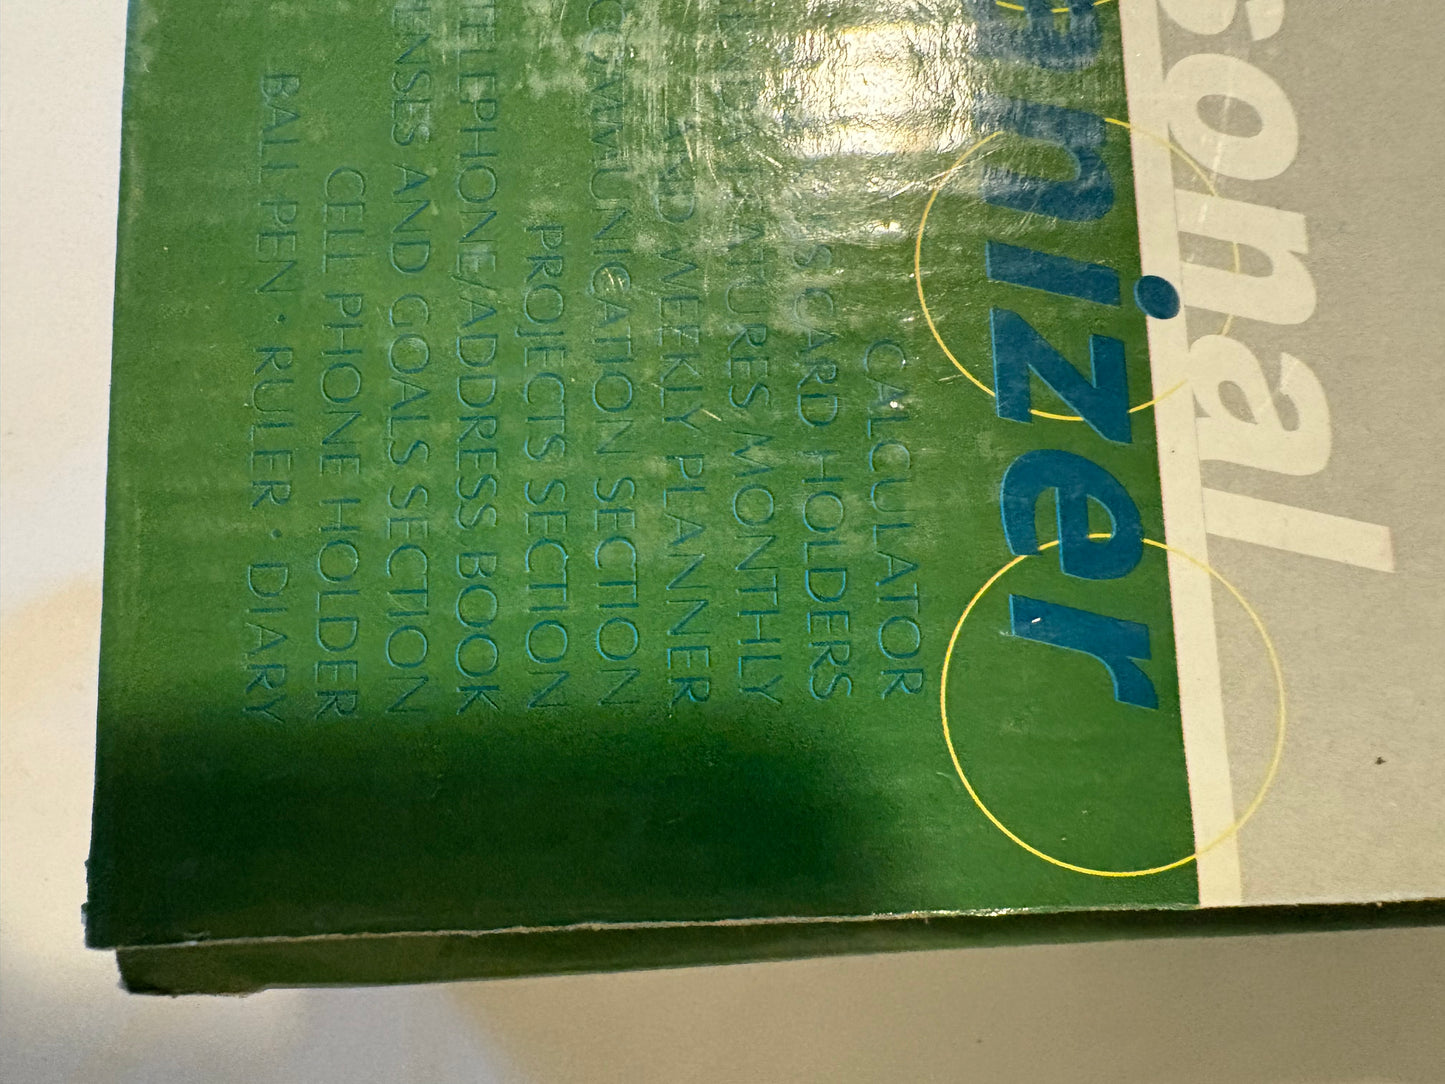 sonal
nizer
CALCULATOR
CARD HOLDERS
MONTHLY
AND WEEKLY PLANNER
COMMUNICATION SECTION
PROJECTS SECTION
TELEPHONE/ADDRESS BOOK
ENSES AND GOALS SECTION
CELL PHONE HOLDER
BALL PEN · RULER · DIARY